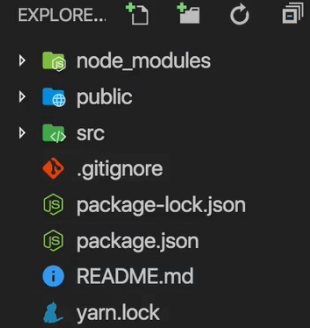 EXPLORE...
node_modules
public
src
.gitignore
package-lock.json
package.json
README.md
yarn.lock